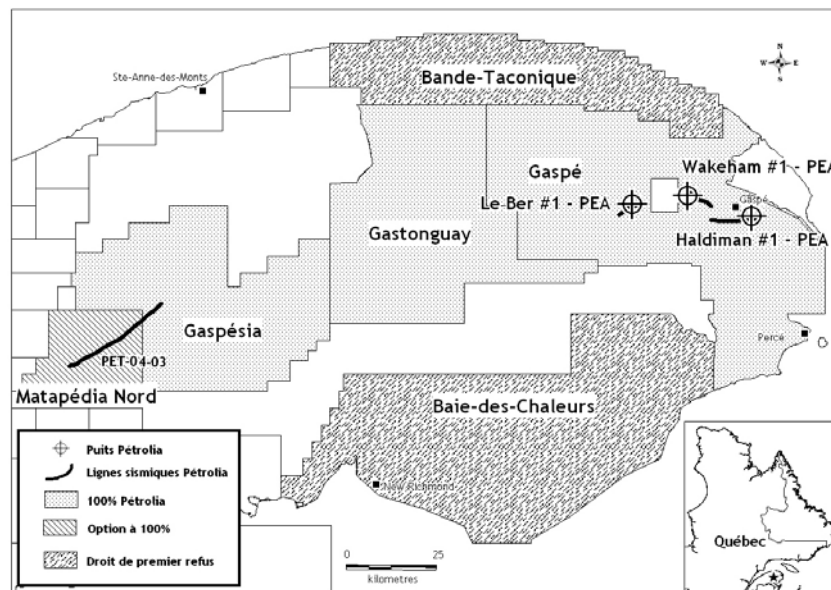 Ste-Anne-des-Monts
Bande-Taconique
N
W E
S
Gaspé
Wakeham #1 - PEA
Le Ber #1 - PEA
Gaspé
Haldiman #1 - PEA
Gastonguay
Gaspésia
PET-04-03
Percé
Matapédia Nord
Baie-des-Chaleurs
New Richmond
Puits Pétrolia
Lignes sismiques Pétrolia
100% Pétrolia
Option à 100%
Droit de premier refus
0 25
kilometres
Québec